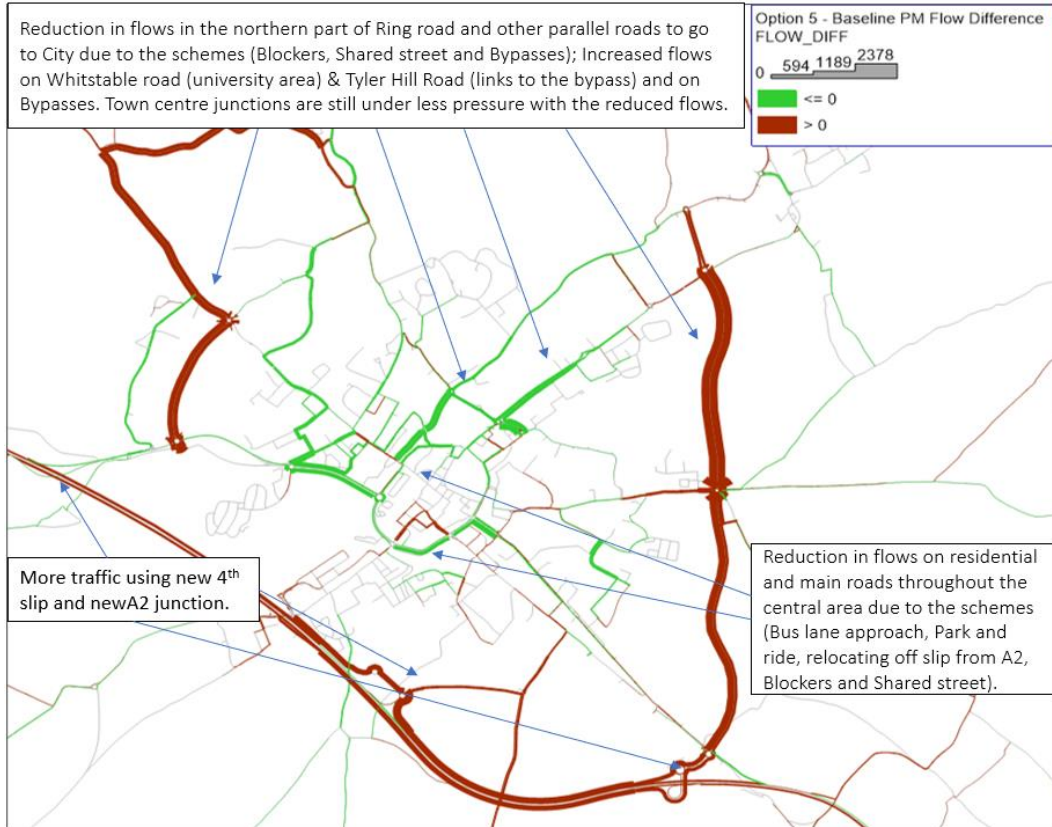 Reduction in flows in the northern part of Ring road and other parallel roads to go
to City due to the schemes (Blockers, Shared street and Bypasses); Increased flows
on Whitstable road (university area) & Tyler Hill Road (links to the bypass) and on
Bypasses. Town centre junctions are still under less pressure with the reduced flows.
Option 5 - Baseline PM Flow Difference
FLOW_DIFF
0 594 1189 2378
<= 0
> 0
More traffic using new 4th
slip and newA2 junction.
Reduction in flows on residential
and main roads throughout the
central area due to the schemes
(Bus lane approach, Park and
ride, relocating off slip from A2,
Blockers and Shared street).